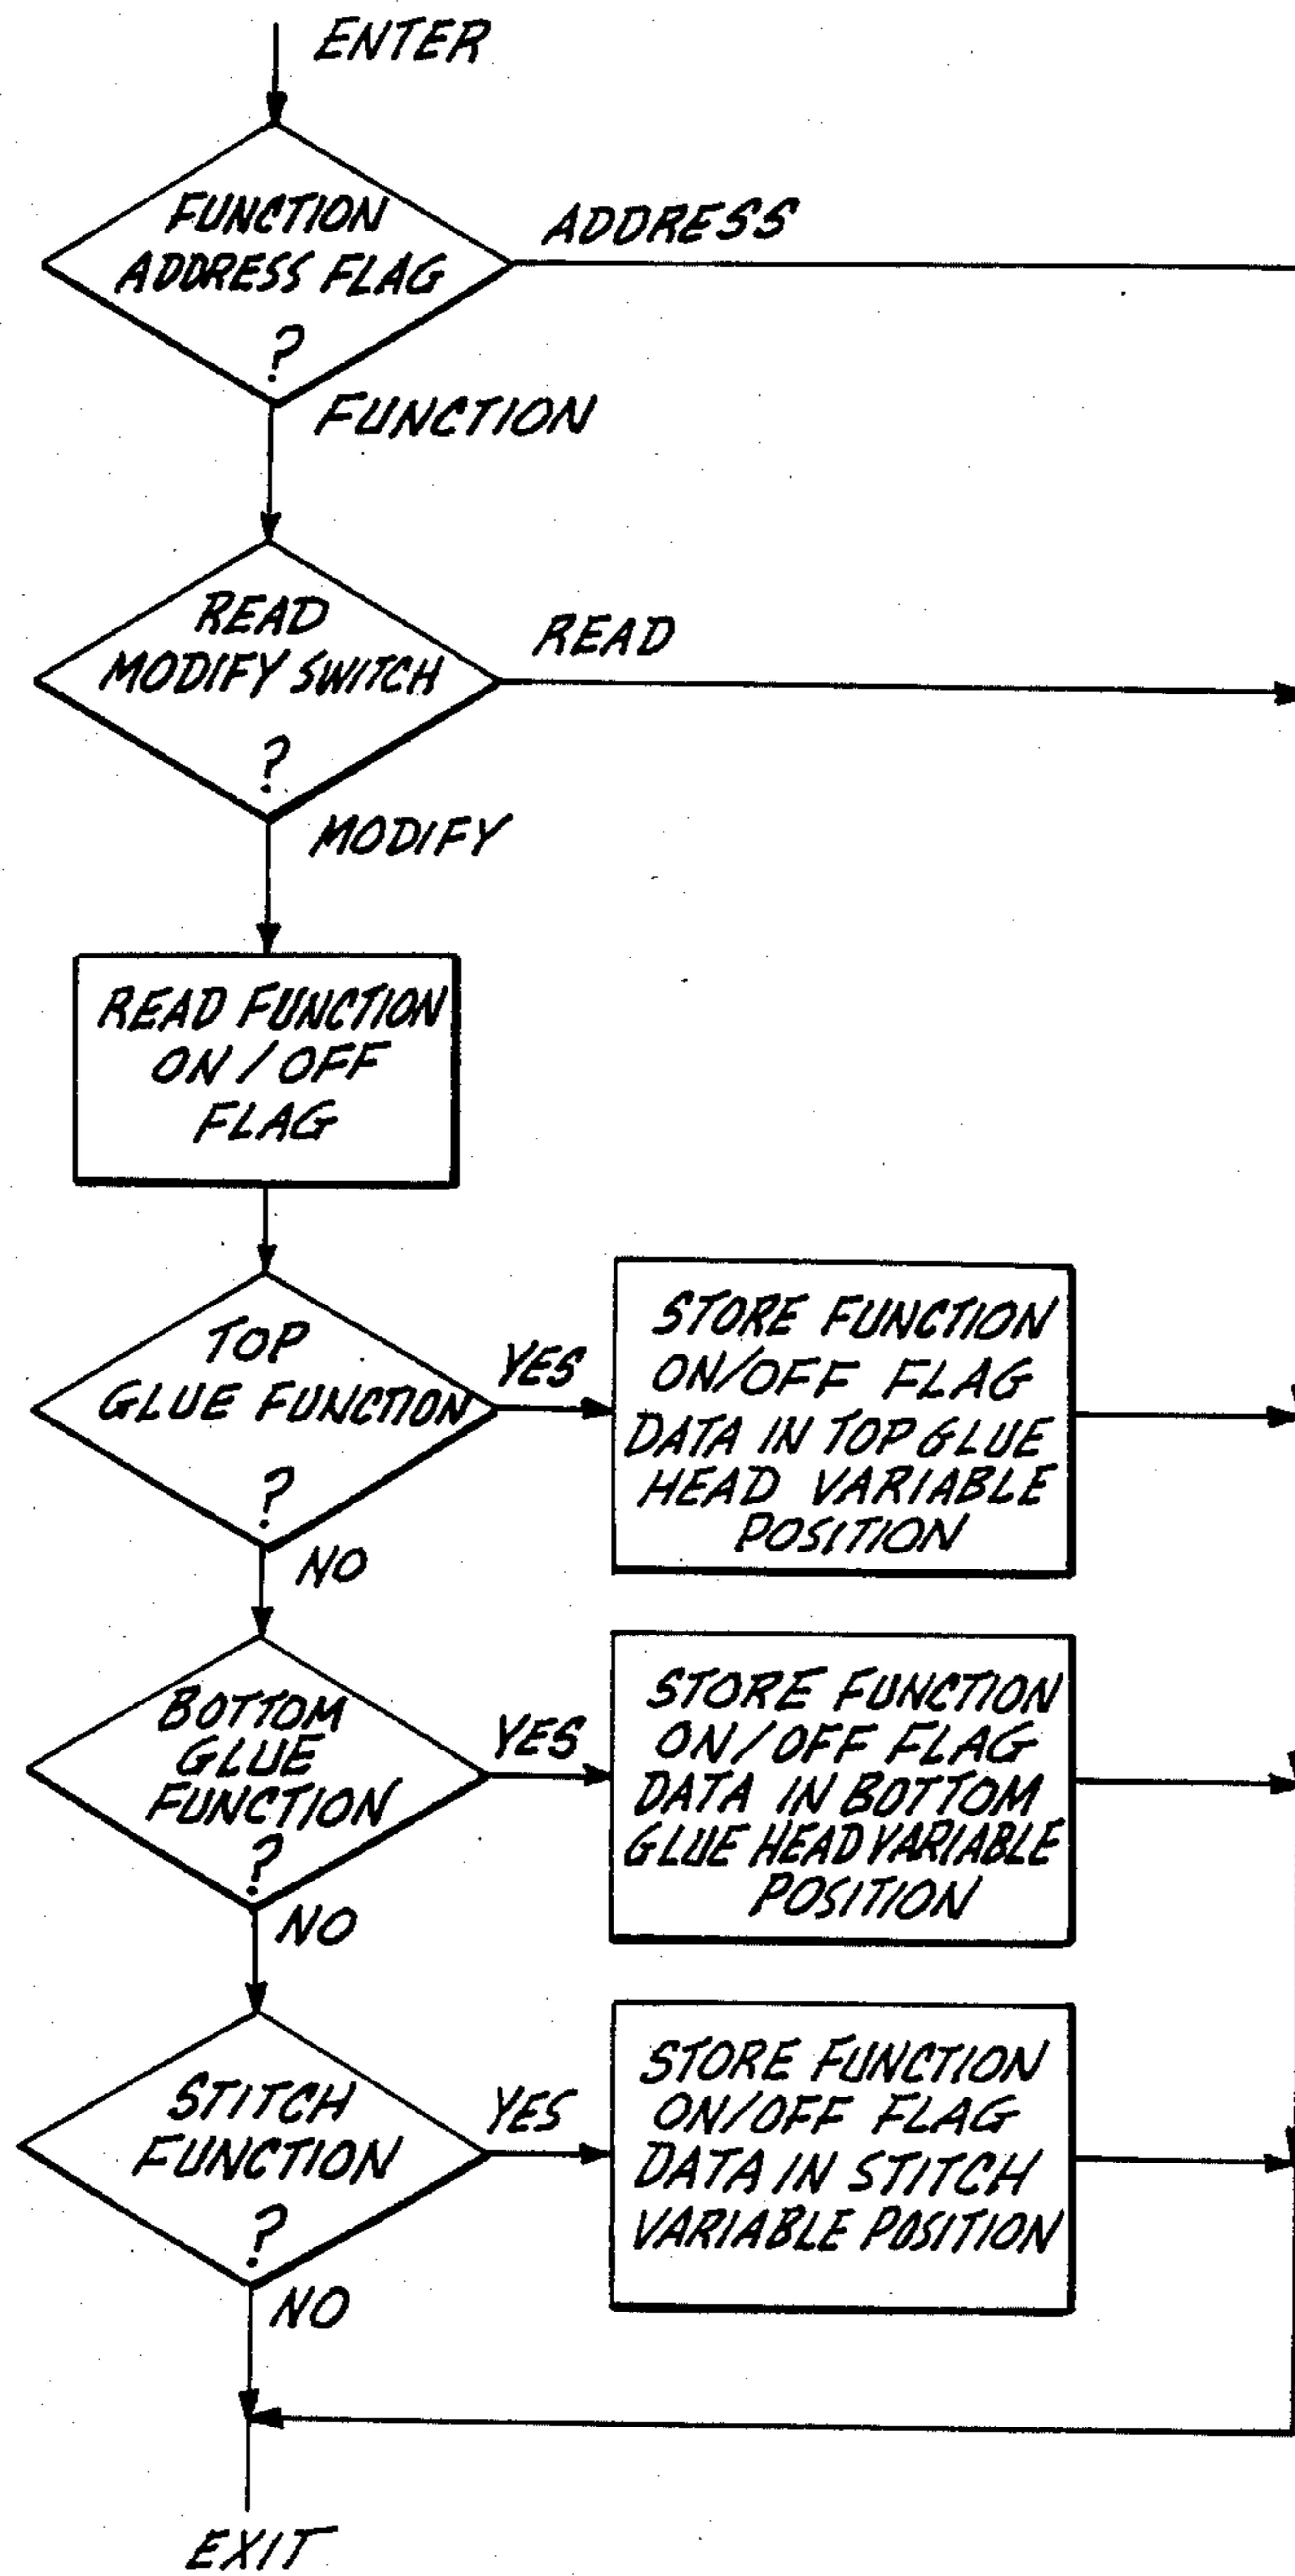 ENTER
FUNCTION
ADDRESS FLAG
?
ADDRESS
FUNCTION
READ
MODIFY SWITCH
?
READ
MODIFY
READ FUNCTION
ON / OFF
FLAG
TOP
GLUE FUNCTION
?
YES
STORE FUNCTION
ON/OFF FLAG
DATA IN TOP GLUE
HEAD VARIABLE
POSITION
NO
BOTTOM
GLUE
FUNCTION
?
YES
STORE FUNCTION
ON/OFF FLAG
DATA IN BOTTOM
GLUE HEAD VARIABLE
POSITION
NO
STITCH
FUNCTION
?
YES
STORE FUNCTION
ON/OFF FLAG
DATA IN STITCH
VARIABLE POSITION
NO
EXIT